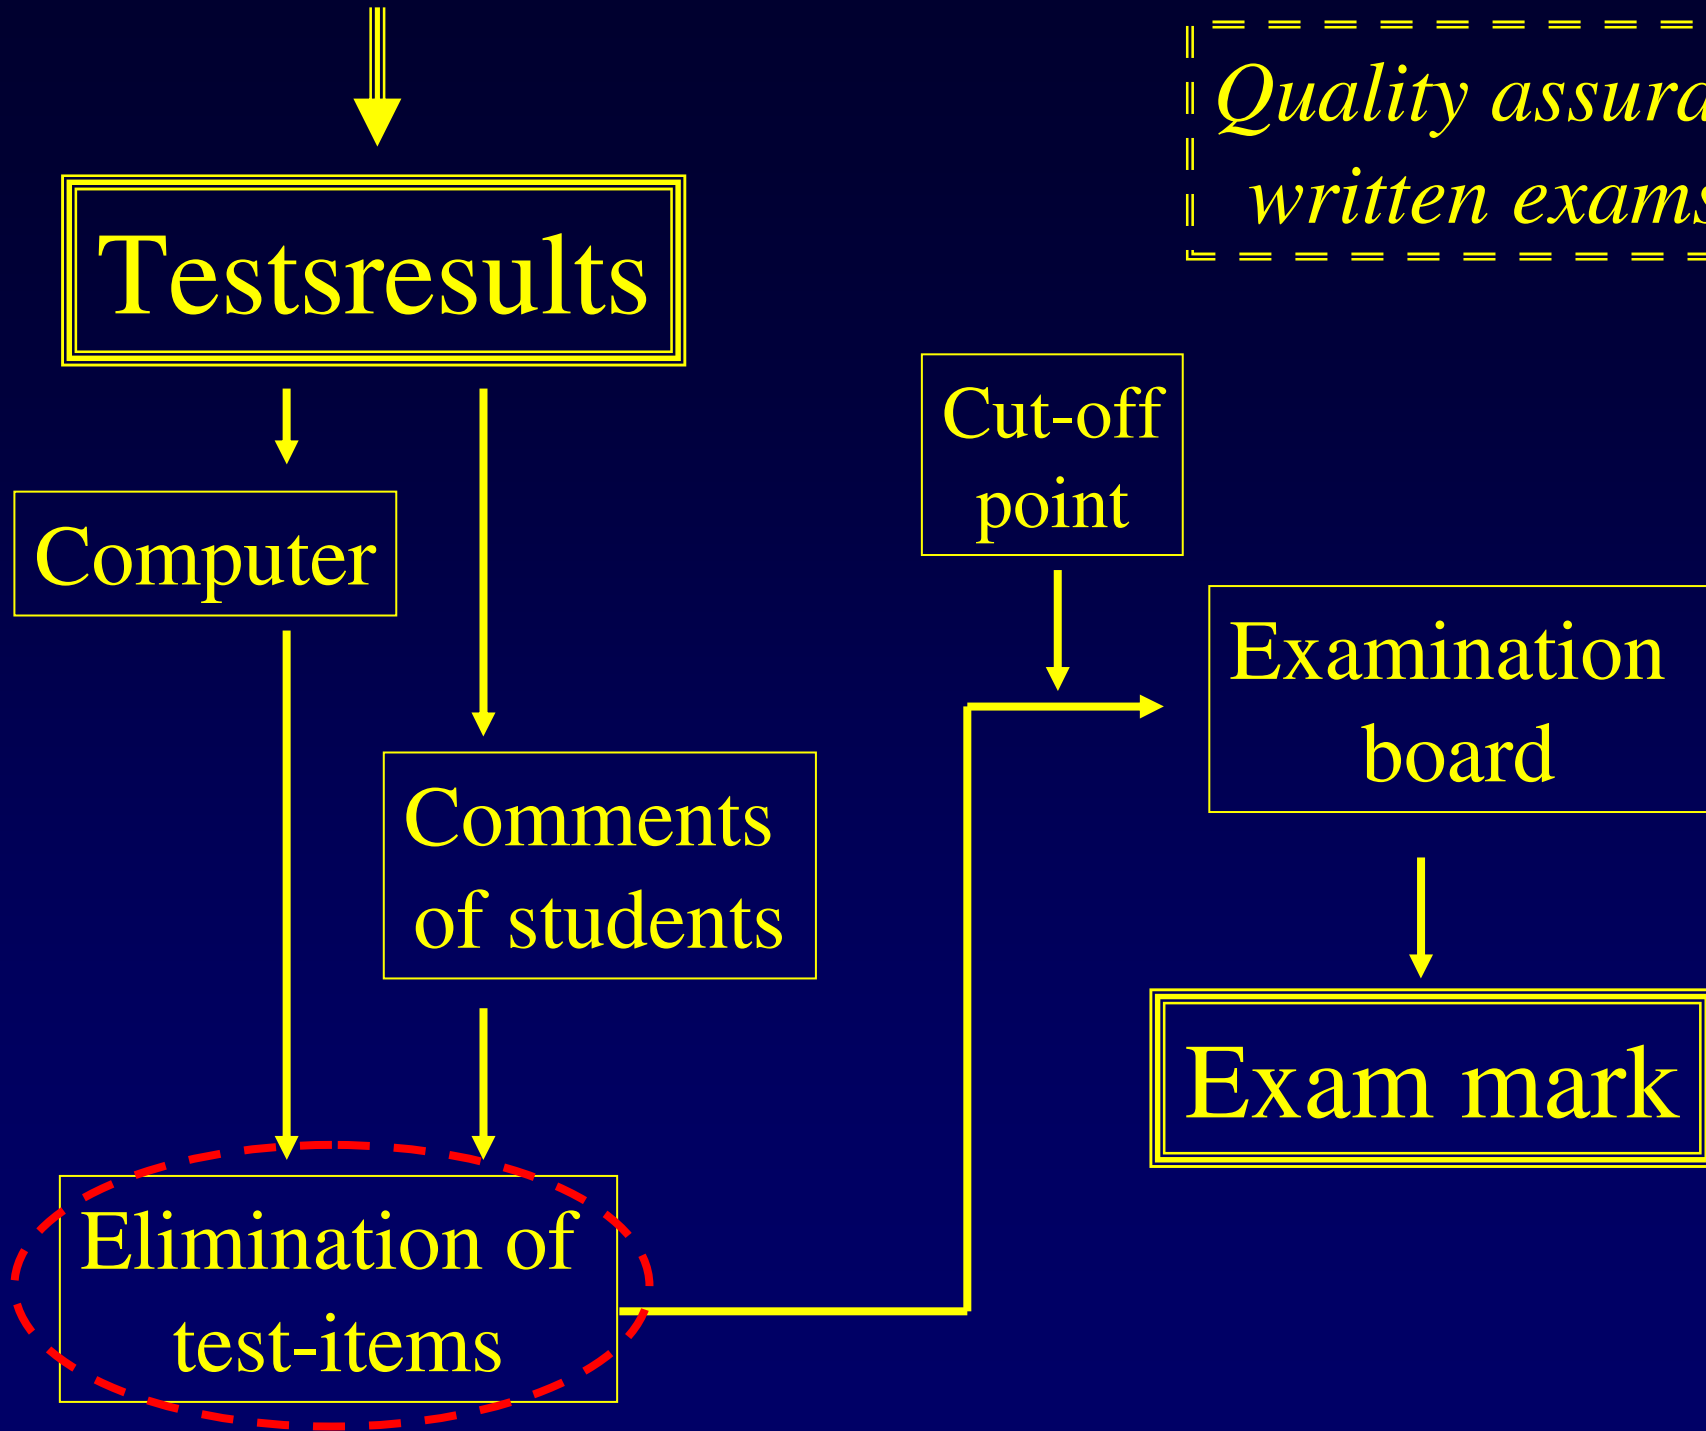 Quality
written exams
Testsresults
Cut-off
point
Computer
Examination
board
Comments
of students
Exam mark
Elimination of
test-items